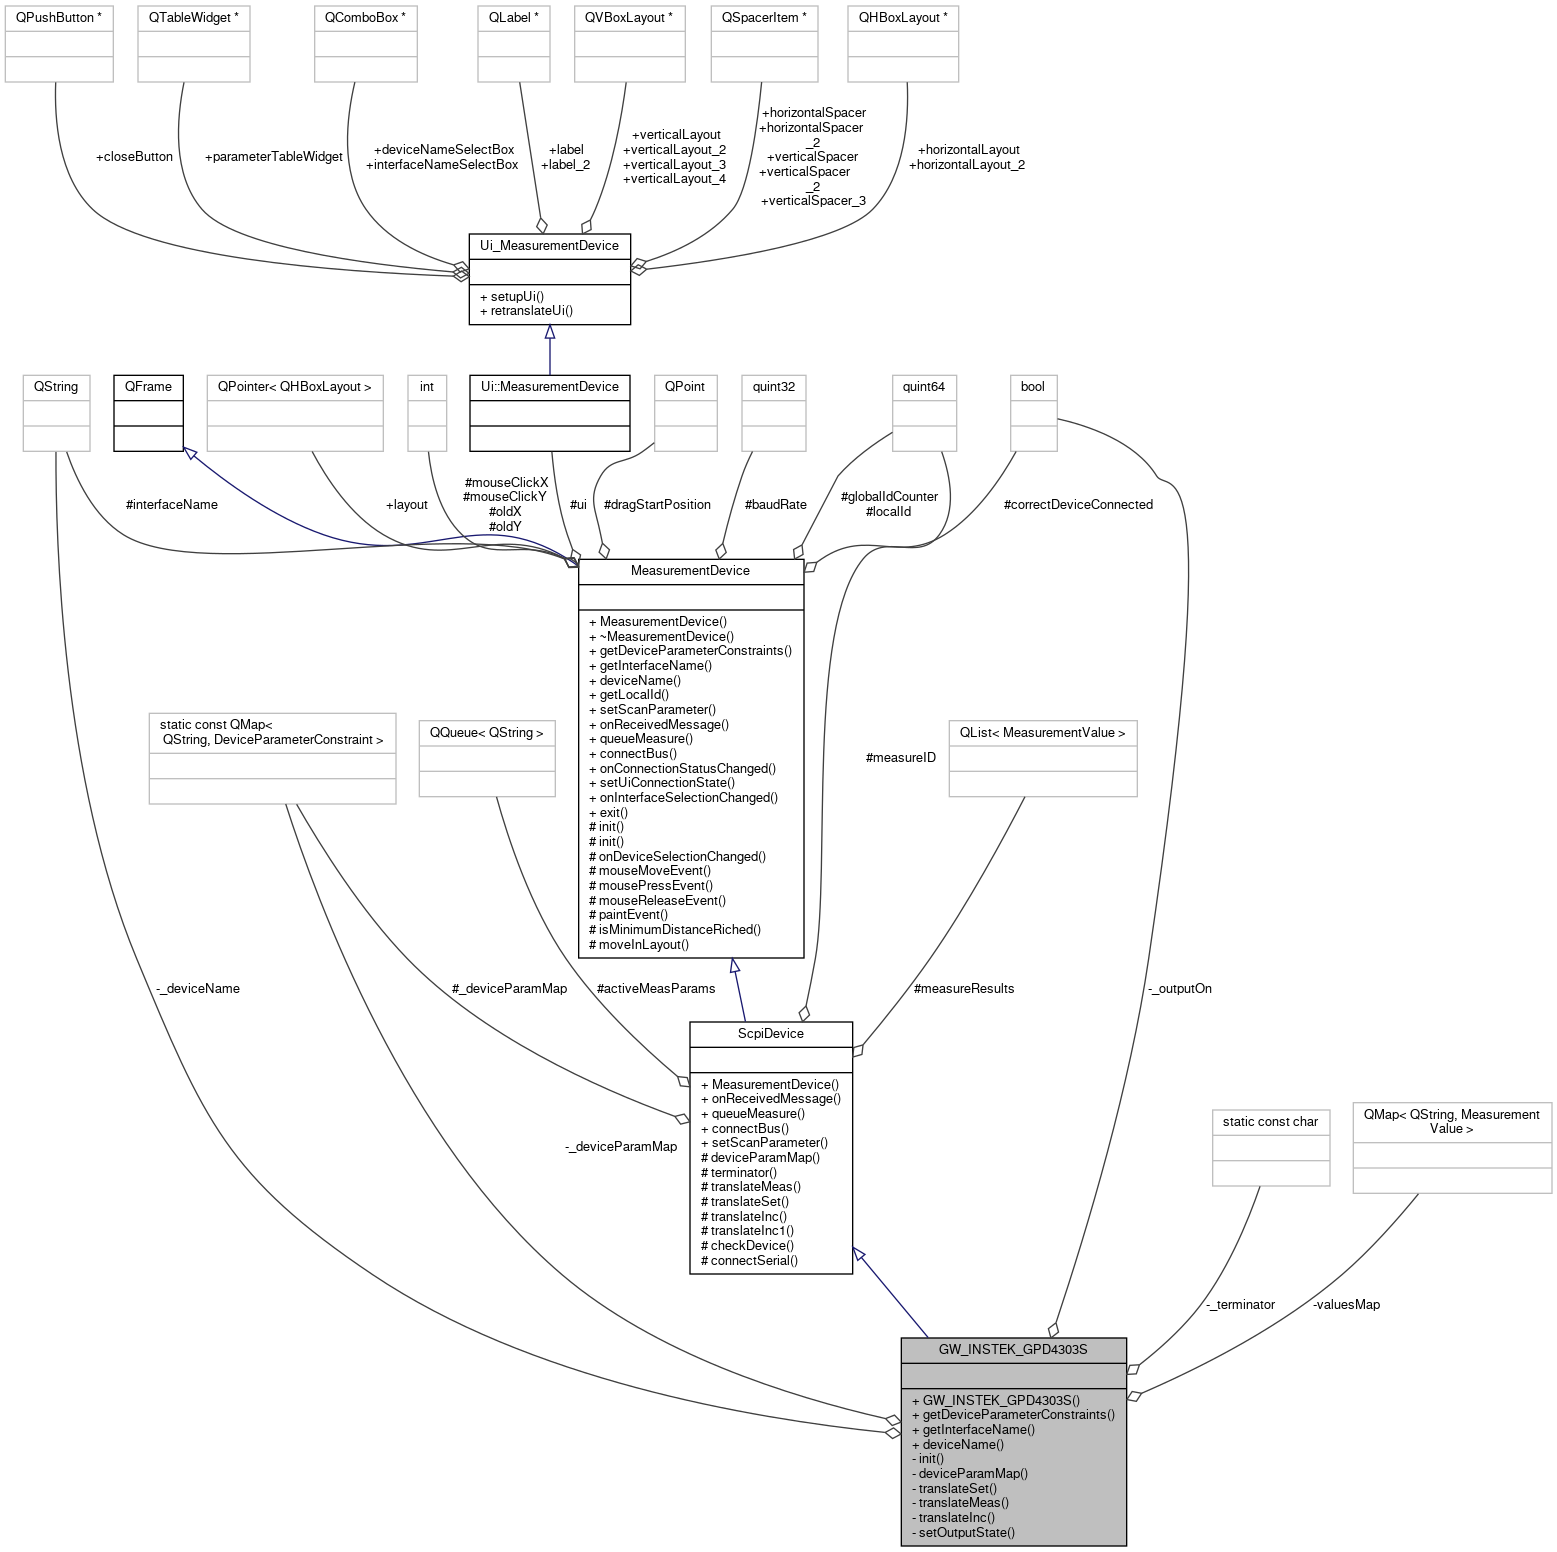 QPushButton *
QTableWidget *
QComboBox *
QLabel *
QVBoxLayout *
QSpacerItem *
QHBoxLayout *
+closeButton
+parameterTableWidget
+deviceNameSelectBox
+interfaceNameSelectBox
+label
+label_2
+verticalLayout
+verticalLayout_2
+verticalLayout_3
+verticalLayout_4
+horizontalSpacer
+horizontalSpacer
_2
+verticalSpacer
+verticalSpacer
_2
+verticalSpacer_3
+horizontalLayout
+horizontalLayout_2
Ui_MeasurementDevice
+ setupUi()
+ retranslateUi()
QString
QFrame
QPointer< QHBoxLayout >
int
Ui::MeasurementDevice
QPoint
quint32
quint64
bool
#interfaceName
+layout
#mouseClickX
#mouseClickY
#oldX
#oldY
#ui
#dragStartPosition
#baudRate
#globalIdCounter
#localId
#correctDeviceConnected
MeasurementDevice
+ MeasurementDevice()
+ ~MeasurementDevice()
+ getDeviceParameterConstraints()
+ getInterfaceName()
+ deviceName()
+ getLocalId()
+ setScanParameter()
+ onReceivedMessage()
+ queueMeasure()
+ connectBus()
+ onConnectionStatusChanged()
+ setUiConnectionState()
+ onInterfaceSelectionChanged()
+ exit()
# init()
# init()
# onDeviceSelectionChanged()
# mouseMoveEvent()
# mousePressEvent()
# mouseReleaseEvent()
# paintEvent()
# isMinimumDistanceRiched()
# moveInLayout()
static const QMap<
QString, DeviceParameterConstraint >
QQueue< QString >
#measureID
QList< MeasurementValue >
-_deviceName
#_deviceParamMap
#activeMeasParams
#measureResults
-_outputOn
ScpiDevice
+ MeasurementDevice()
+ onReceivedMessage()
+ queueMeasure()
+ connectBus()
+ setScanParameter()
# deviceParamMap()
# terminator()
# translateMeas()
# translateSet()
# translateInc()
# translateInc1()
# checkDevice()
# connectSerial()
-_deviceParamMap
static const char
QMap< QString, Measurement
Value >
-_terminator
-valuesMap
GW_INSTEK_GPD4303S
+ GW_INSTEK_GPD4303S()
+ getDeviceParameterConstraints()
+ getInterfaceName()
+ deviceName()
- init()
- deviceParamMap()
- translateSet()
- translateMeas()
- translateInc()
- setOutputState()